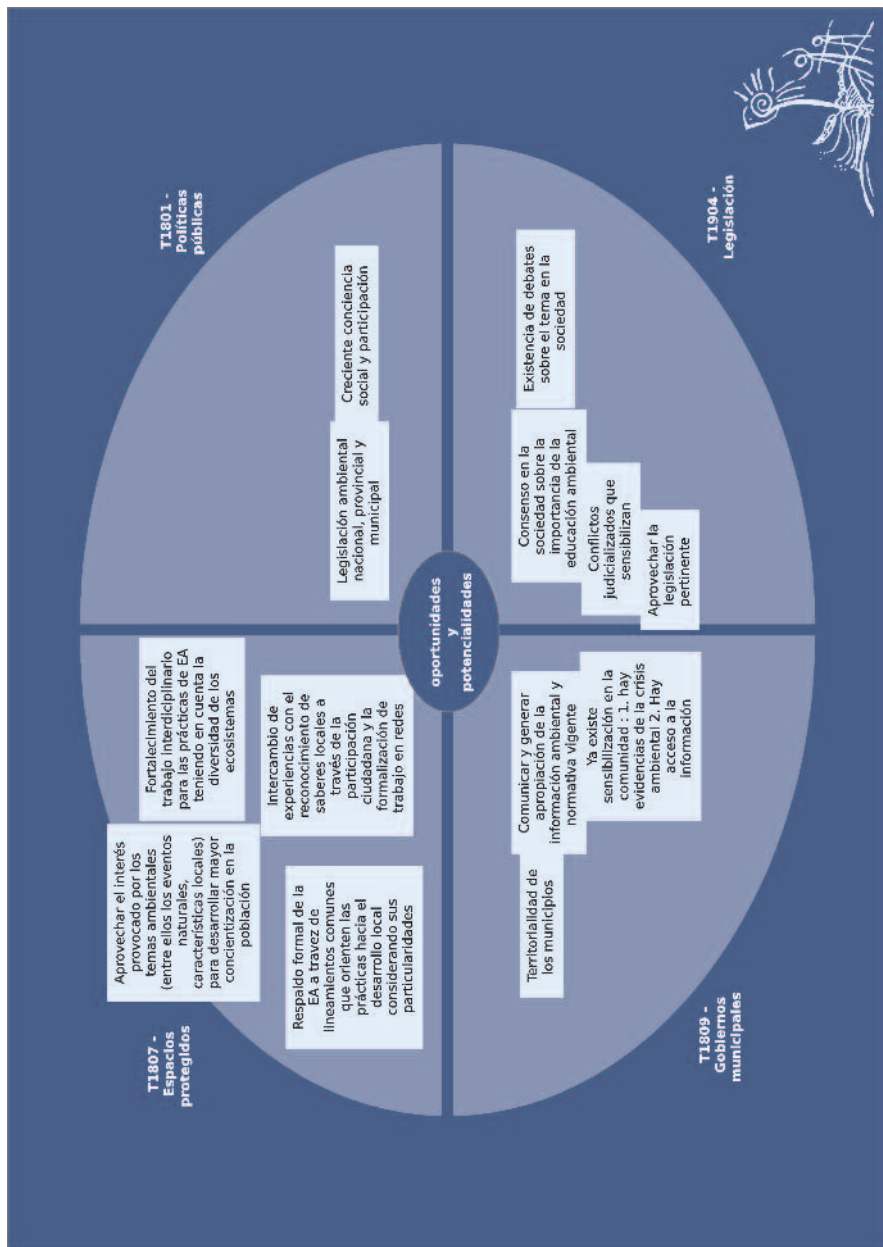 T1807 -
Espacios
protegidos
Aprovechar el interés
provocado por los
temas ambientales
(entre ellos los eventos
naturales,
características locales)
para desarrollar mayor
concientización en la
población
Fortalecimiento del
trabajo interdiciplinario
para las prácticas de EA
teniendo en cuenta la
diversidad de los
ecosistemas
Respaldo formal de la
EA a travez de
lineamientos comunes
que orienten las
prácticas hacia el
desarrollo local
considerando sus
particularidades
Intercambio de
experiencias con el
reconocimiento de
saberes locales a
través de la
participación
ciudadana y la
formalización de
trabajo en redes
T1801 -
Políticas
públicas
Legislación ambiental
nacional, provincial y
municipal
Creciente conciencia
social y participación
oportunidades
y
potencialidades
Territorialidad de
los municipios
Comunicar y generar
apropiación de la
información ambiental y
normativa vigente
Ya existe
sensibilización en la
comunidad : 1. hay
evidencias de la crisis
ambiental 2. Hay
acceso a la
información
T1809 -
Gobiernos
municipales
Consenso en la
sociedad sobre la
importancia de la
educación ambiental
Existencia de debates
sobre el tema en la
sociedad
Conflictos
judicializados que
sensibilizan
Aprovechar la
legislación
pertinente
T1904 -
Legislación